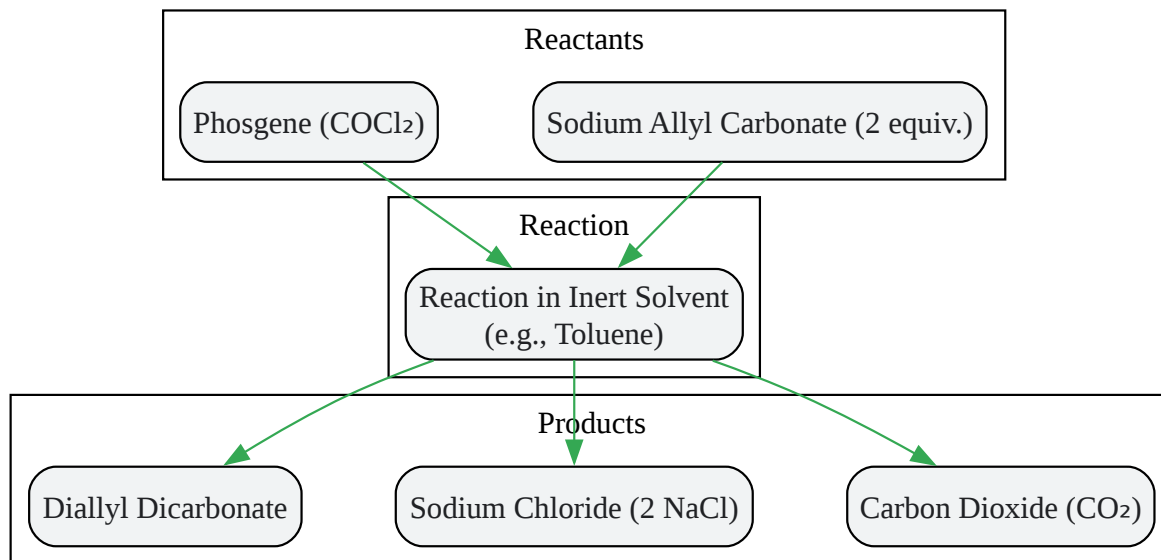 Reactants
Phosgene (COCl₂)
Sodium Allyl Carbonate (2 equiv.)
Reaction
Reaction in Inert Solvent
(e.g., Toluene)
Products
Diallyl Dicarbonate
Sodium Chloride (2 NaCl)
Carbon Dioxide (CO₂)